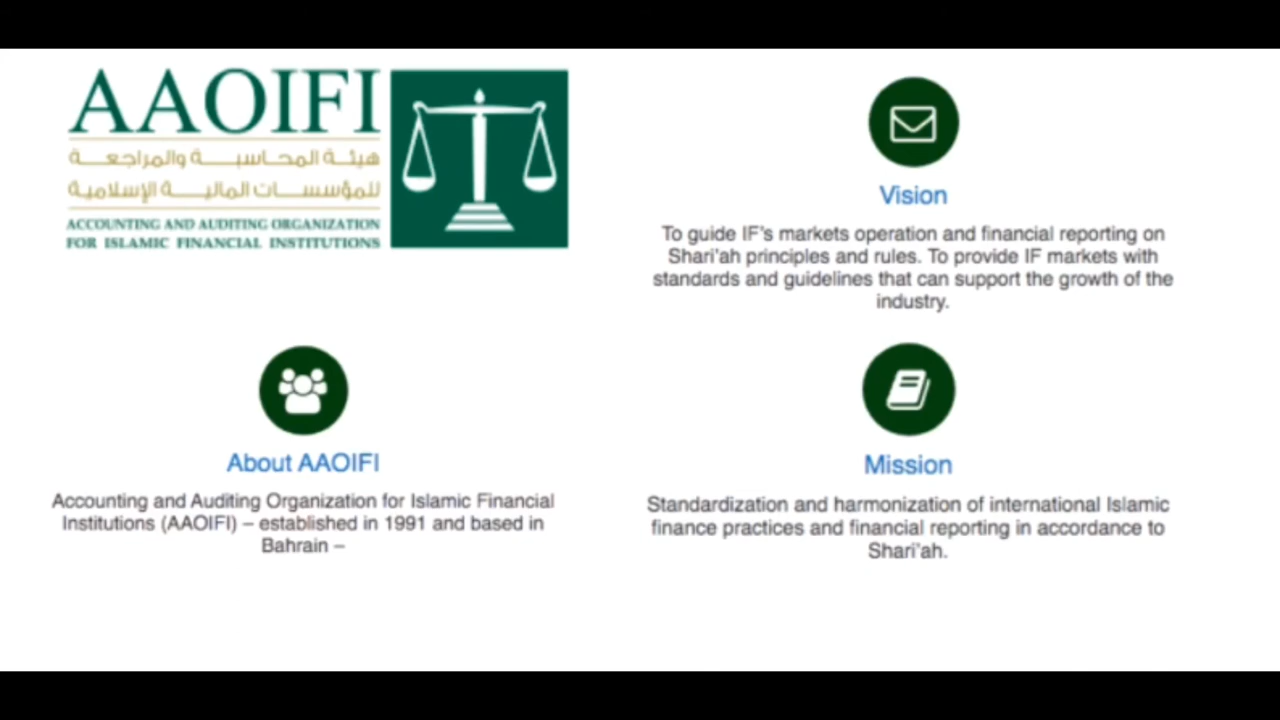 AAOIFI
هيئة المحاسبة والمراجعة
للمؤسسات المالية الإسلامية
ACCOUNTING AND AUDITING ORGANIZATION
FOR ISLAMIC FINANCIAL INSTITUTIONS
Vision
To guide IF's markets operation and financial reporting on
Shari'ah principles and rules. To provide IF markets with
standards and guidelines that can support the growth of the
industry.
About AAOIFI
Accounting and Auditing Organization for Islamic Financial
Institutions (AAOIFI) – established in 1991 and based in
Bahrain –
Mission
Standardization and harmonization of international Islamic
finance practices and financial reporting in accordance to
Shari'ah.